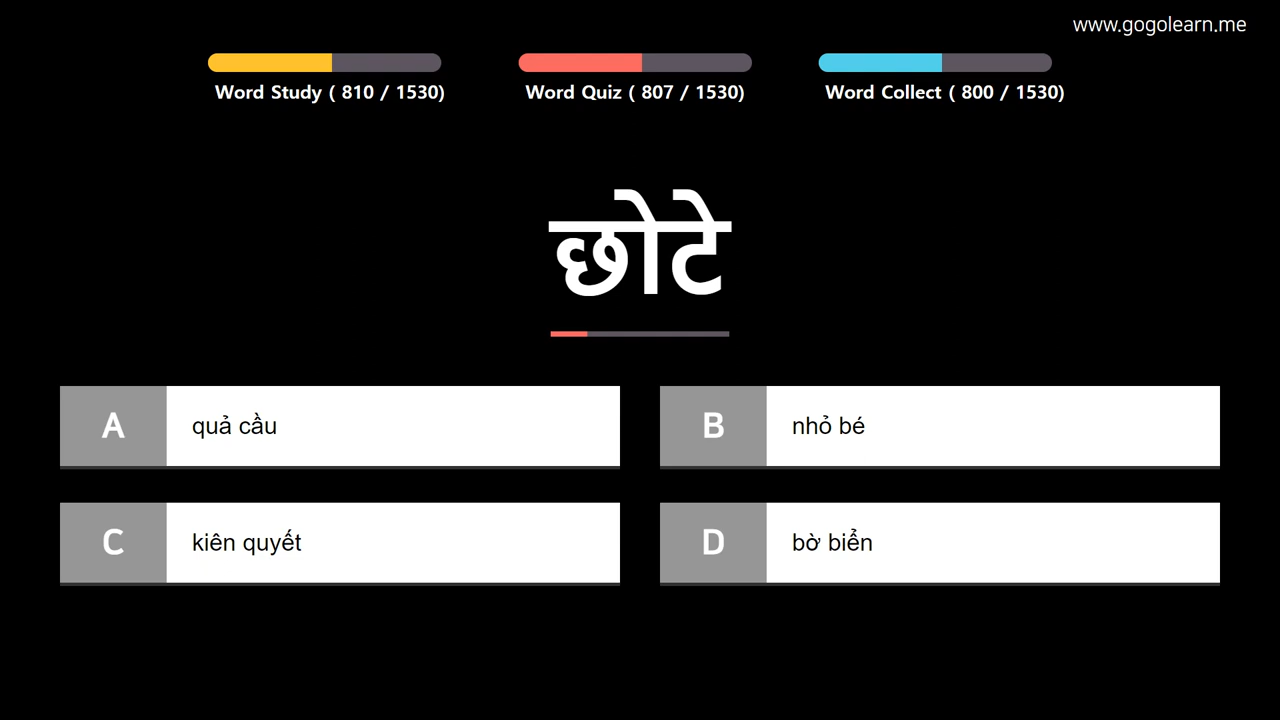 www.gogolearn.me
Word Study ( 810 / 1530)
Word Quiz ( 807 / 1530)
Word Collect ( 800 / 1530)
छोटे
A quả cầu
B nhỏ bé
C kiên quyết
D bờ biển